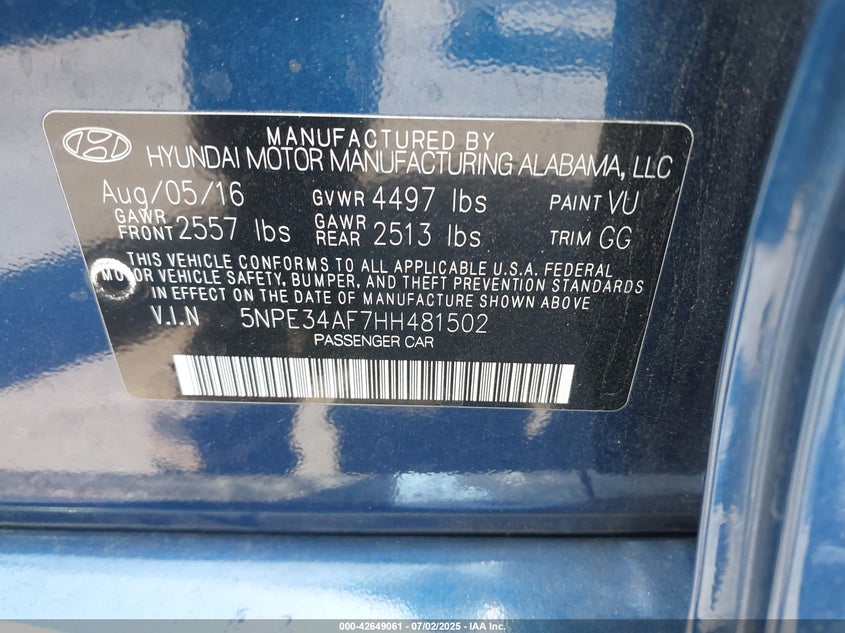 MANUFACTURED BY
HYUNDAI MOTOR MANUFACTURING ALABAMA, LLC
Aug/05/16 GVWR 4497 lbs PAINT VU
GAWR FRONT 2557 lbs GAWR REAR 2513 lbs TRIM GG
THIS VEHICLE CONFORMS TO ALL APPLICABLE U.S.A. FEDERAL
MOTOR VEHICLE SAFETY, BUMPER, AND THEFT PREVENTION STANDARDS
IN EFFECT ON THE DATE OF MANUFACTURE SHOWN ABOVE.
V.I.N 5NPE34AF7HH481502
PASSENGER CAR
000-42649061 - 07/02/2025 - IAA Inc.